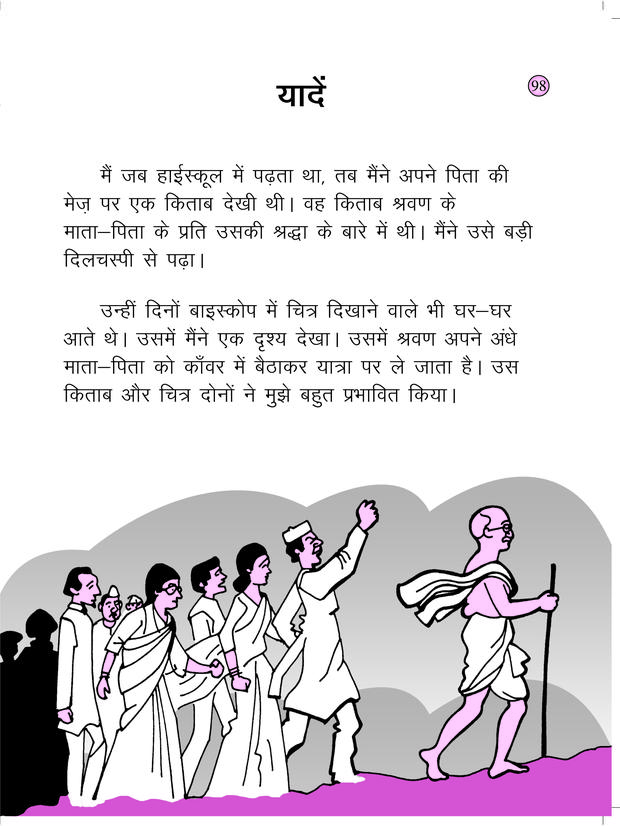 यादें
98
मैं जब हाईस्कूल में पढ़ता था, तब मैंने अपने पिता की
मेज़ पर एक किताब देखी थी। वह किताब श्रवण के
माता–पिता के प्रति उसकी श्रद्धा के बारे में थी। मैंने उसे बड़ी
दिलचस्पी से पढ़ा।
उन्हीं दिनों बाइस्कोप में चित्र दिखाने वाले भी घर–घर
आते थे। उसमें मैंने एक दृश्य देखा। उसमें श्रवण अपने अंधे
माता–पिता को काँवर में बैठाकर यात्रा पर ले जाता है। उस
किताब और चित्र दोनों ने मुझे बहुत प्रभावित किया।